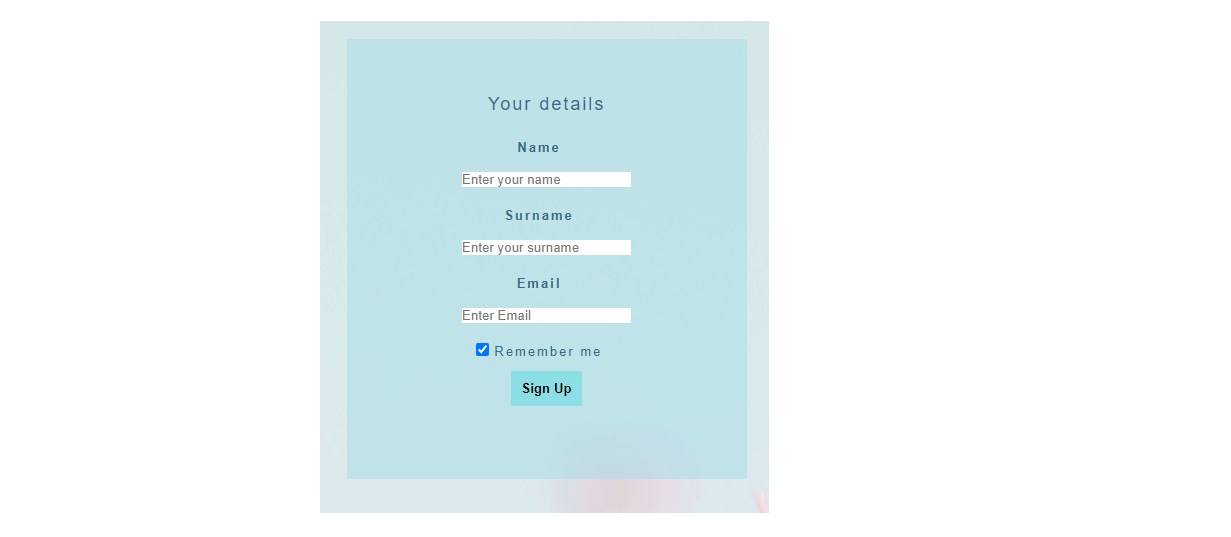 Your details
Name
Enter your name
Surname
Enter your surname
Email
Enter Email
Remember me
Sign Up